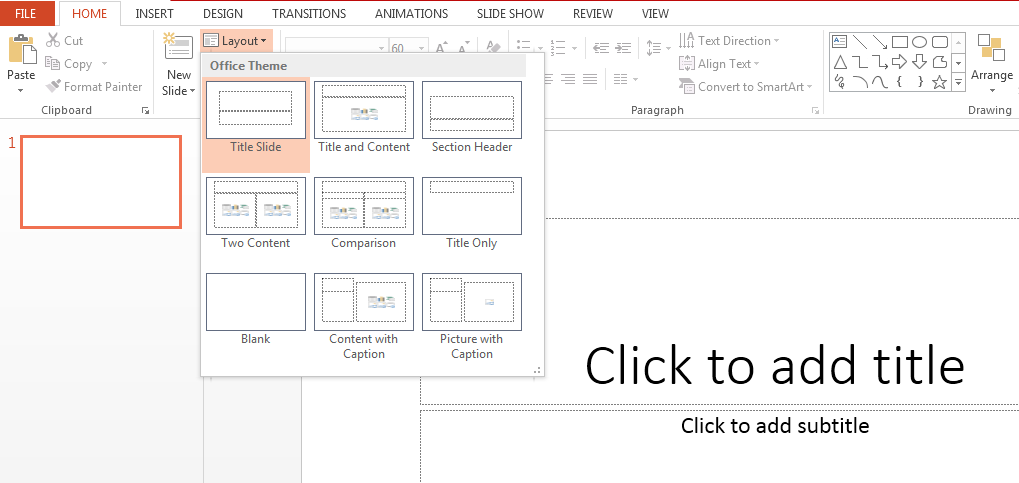 FILE HOME INSERT DESIGN TRANSITIONS ANIMATIONS SLIDE SHOW REVIEW VIEW
Paste
Cut
Copy
Format Painter
Clipboard
New
Slide
Layout
60
Text Direction
Align Text
Convert to SmartArt
Paragraph
Arrange
Drawing
Office Theme
Title Slide
Title and Content
Section Header
Two Content
Comparison
Title Only
Blank
Content with
Caption
Picture with
Caption
1
Click to add title
Click to add subtitle